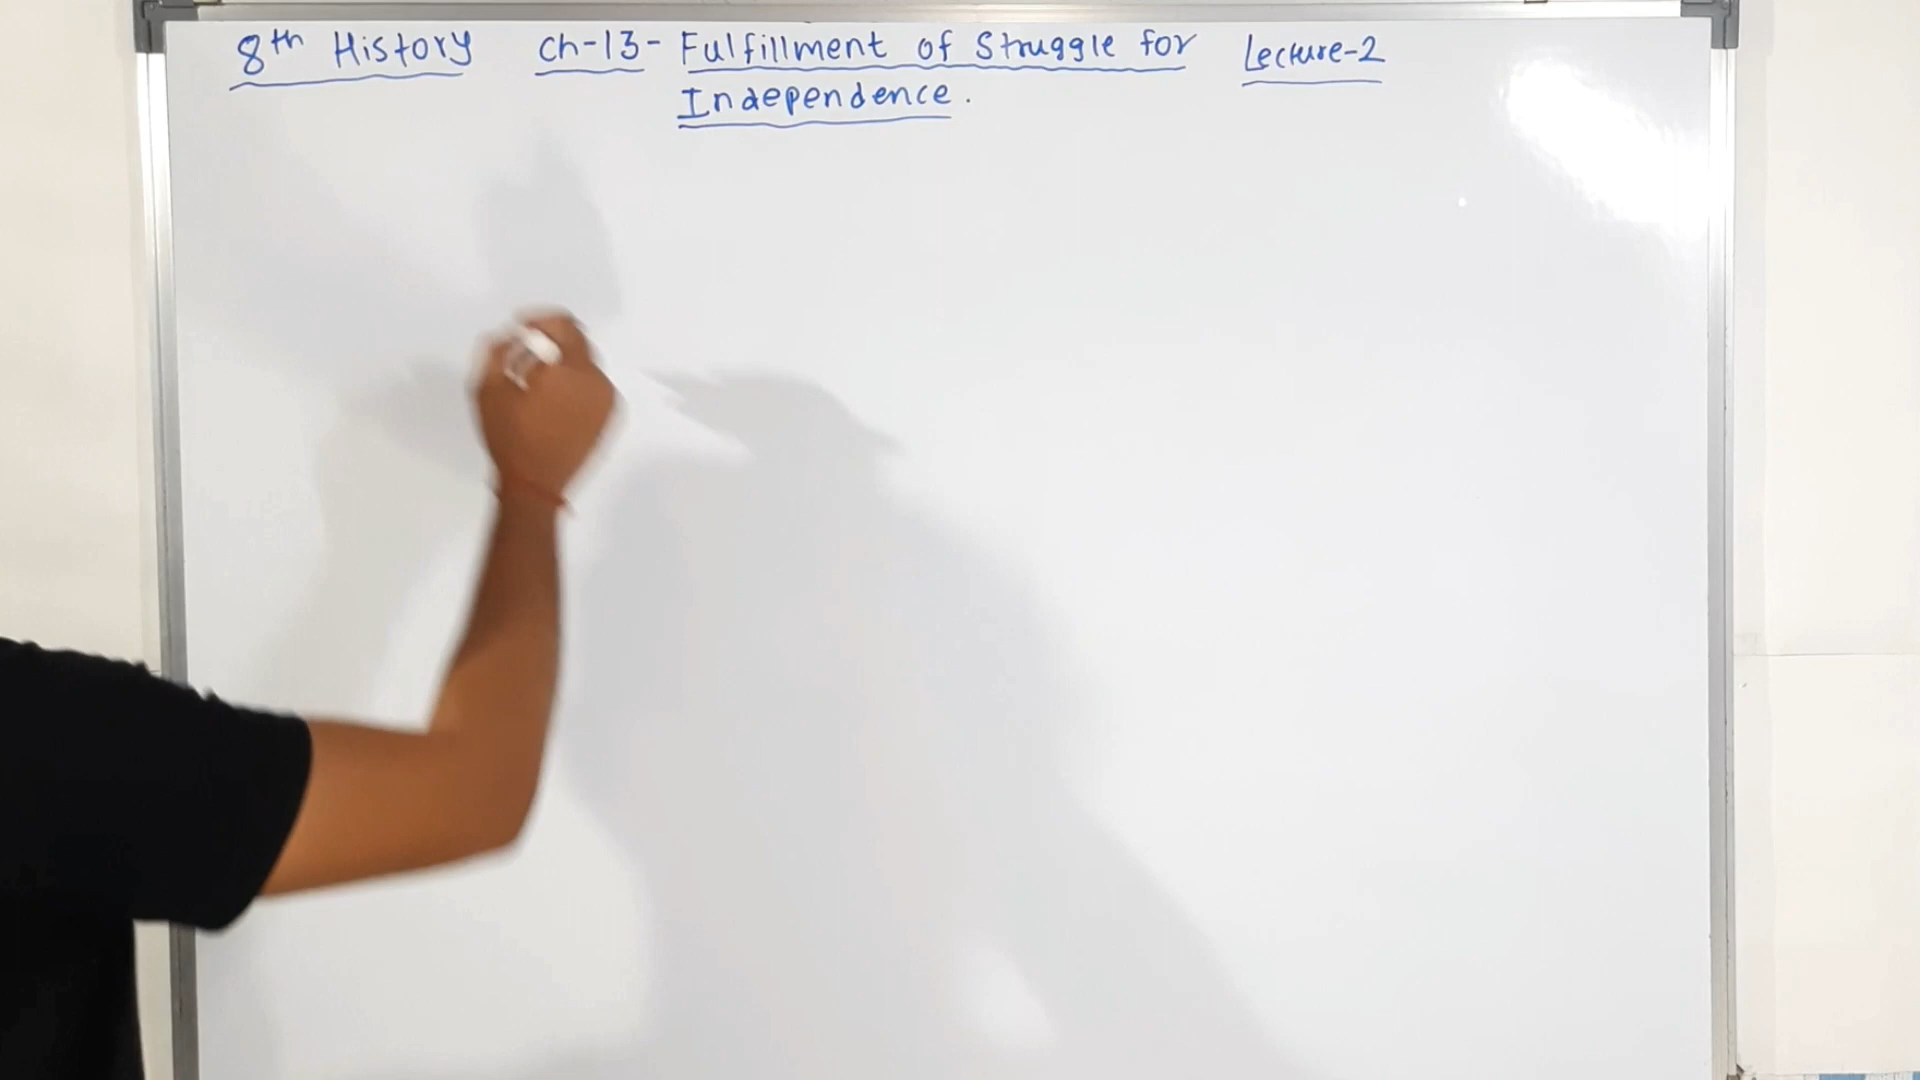 8th History Ch-13- Fulfillment of Struggle for Lecture-2
Independence.